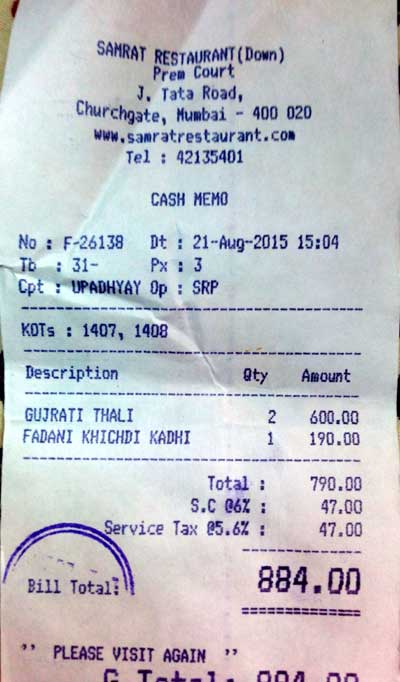 SAMRAT RESTAURANT(Down)
Prem Court
J. Tata Road,
Churchgate, Mumbai - 400 020
www.samratrestaurant.com
Tel : 42135401
CASH MEMO
No : F-26138 Dt : 21-Aug-2015 15:04
Tb : 31- Px : 3
Cpt : UPADHYAY Op : SRP
KOTs : 1407, 1408
Description Qty Amount
GUJRATI THALI 2 600.00
FADANI KHICHDI KADHI 1 190.00
Total : 790.00
S.C @6% : 47.00
Service Tax @5.6% : 47.00
Bill Total: 884.00
'' PLEASE VISIT AGAIN ''
G Total: 884.00